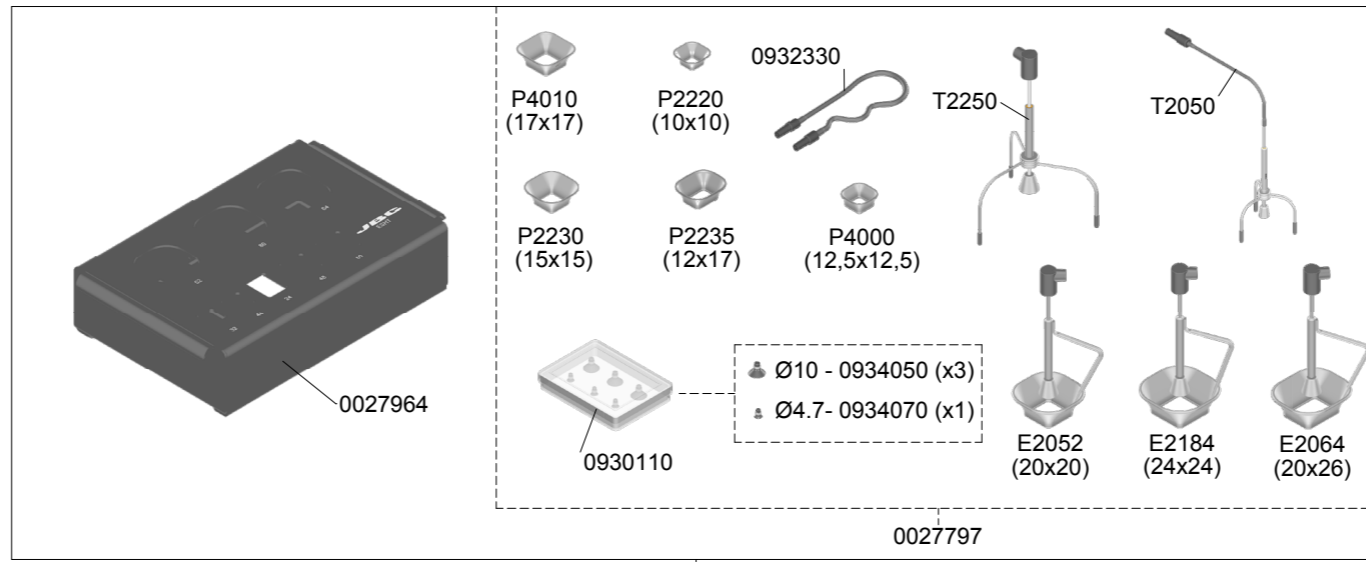 0932330
T2250
T2050
P4010
(17x17)
P2220
(10x10)
P2230
(15x15)
P2235
(12x17)
P4000
(12,5x12,5)
JBC
0027964
0930110
Ø10 - 0934050 (x3)
Ø4.7- 0934070 (x1)
E2052
(20x20)
E2184
(24x24)
E2064
(20x26)
0027797